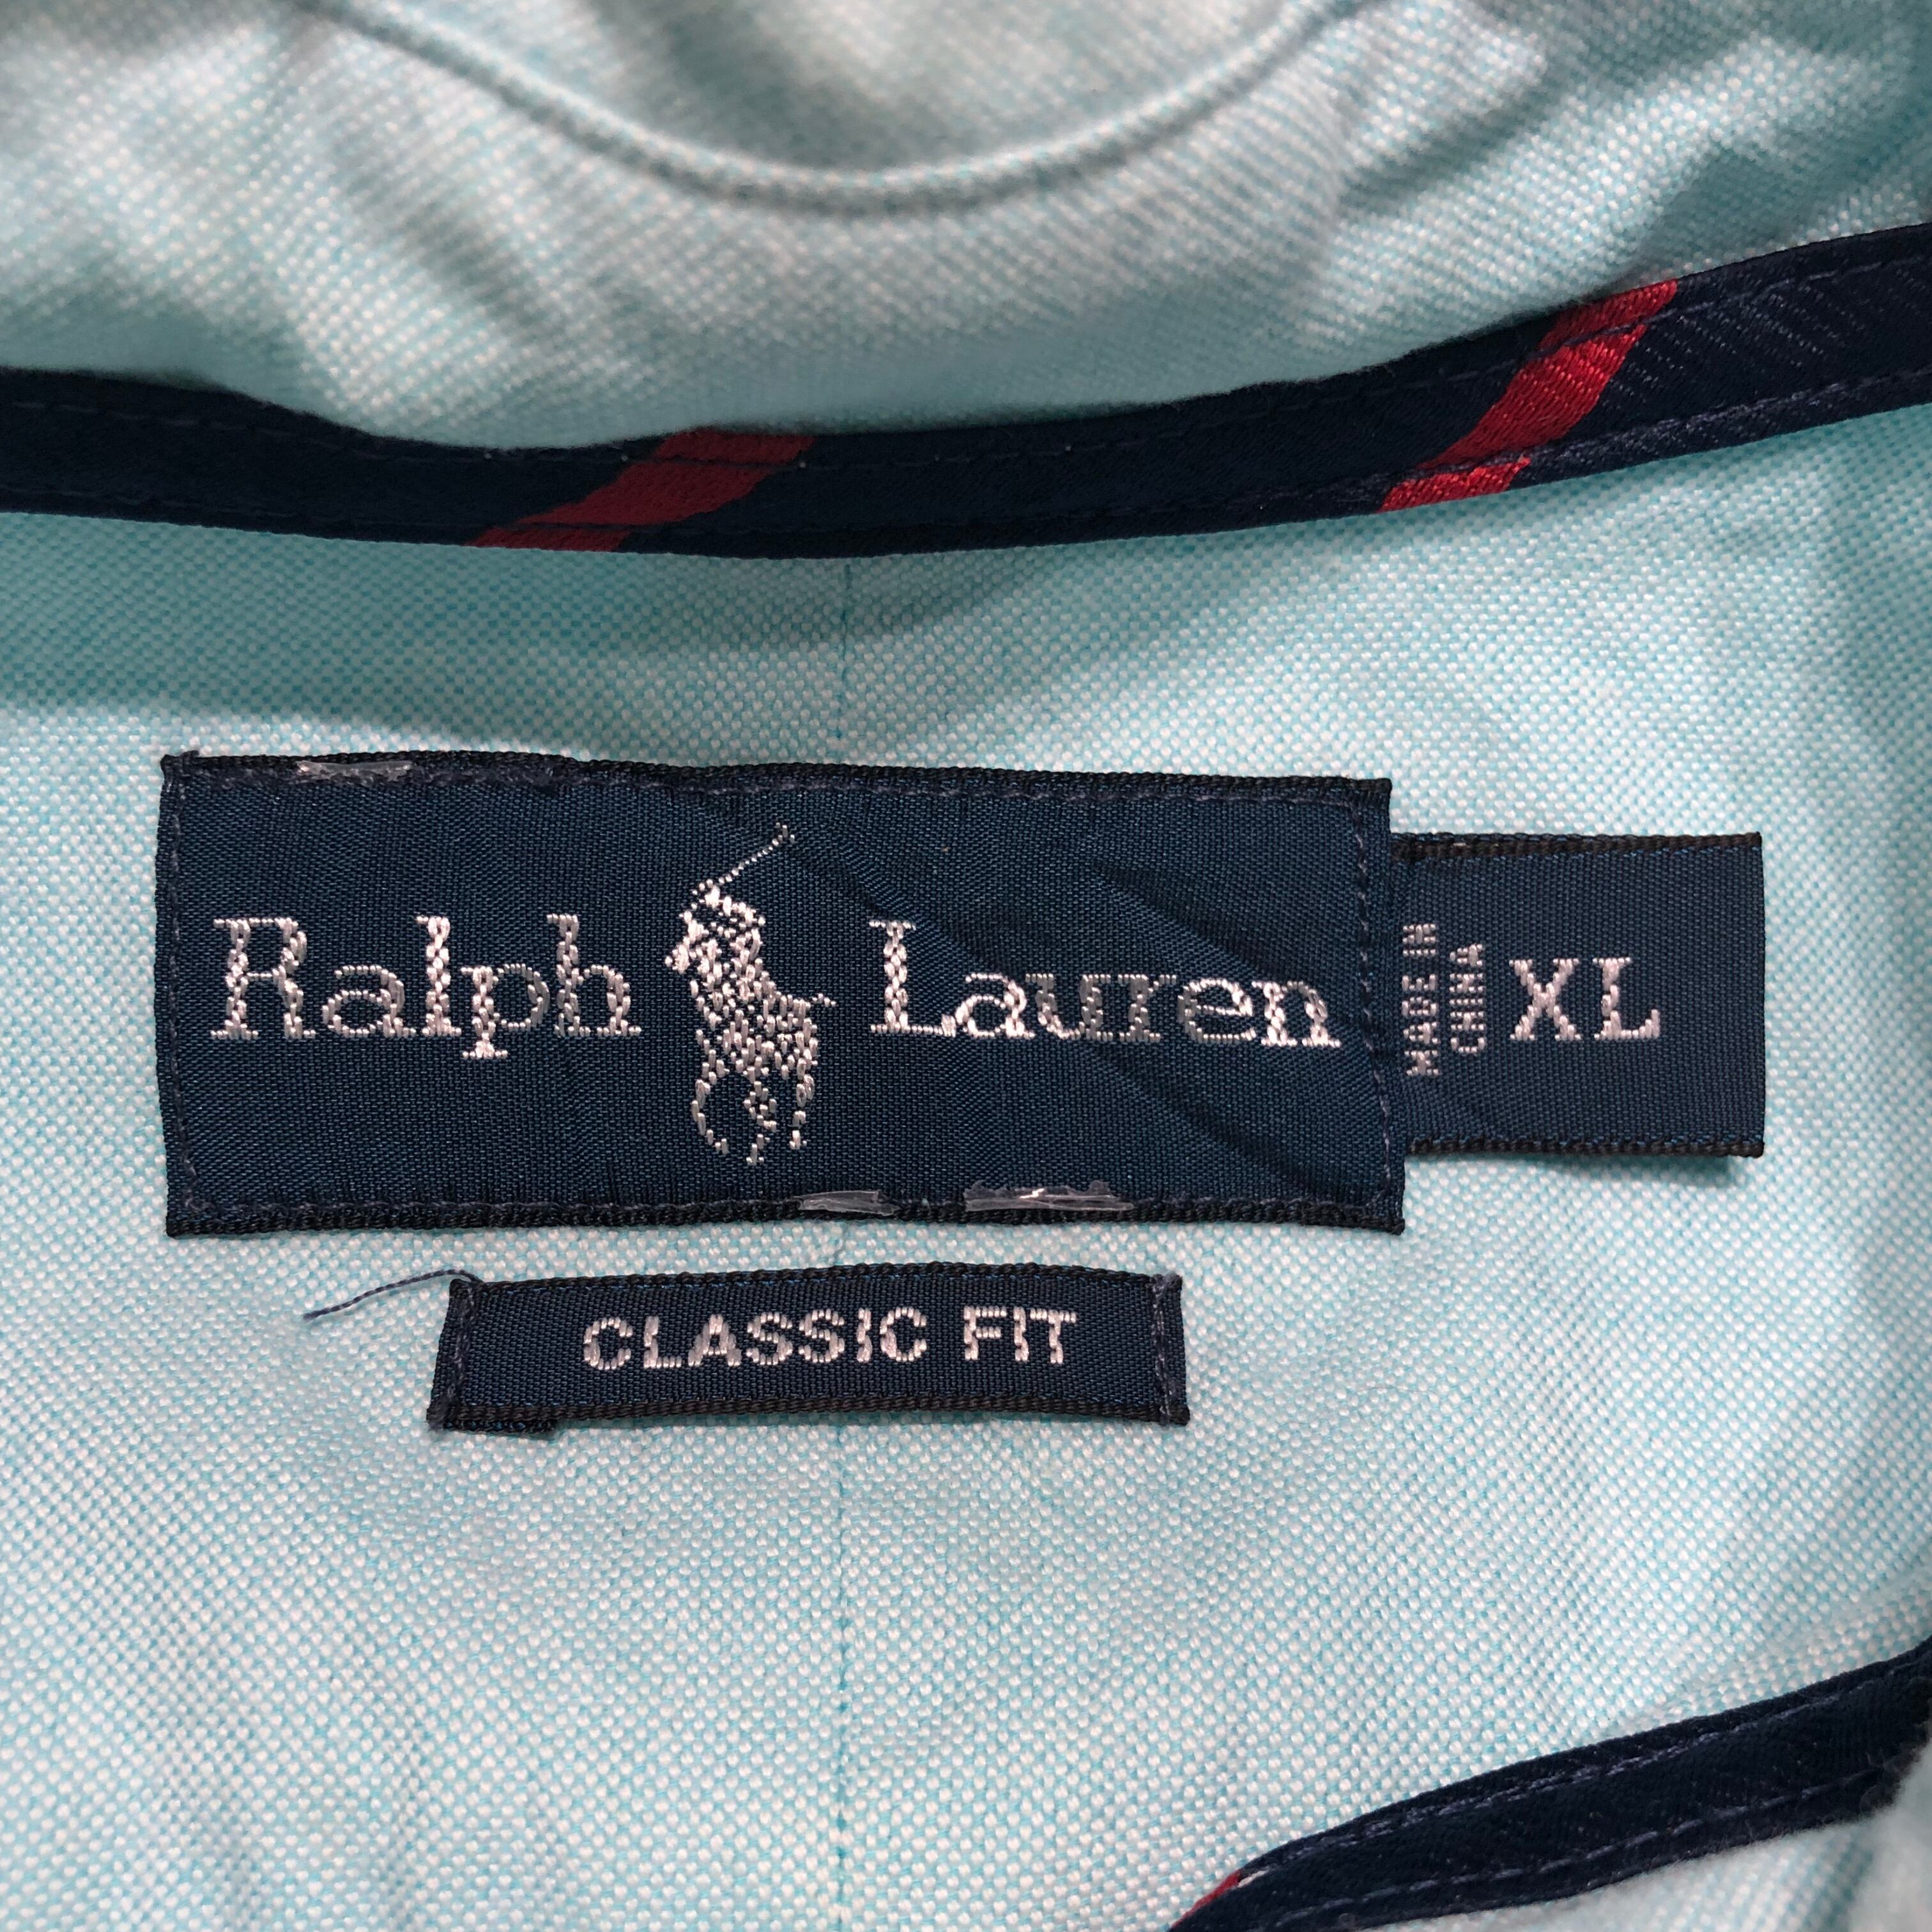 Ralph Lauren
MADE IN
CHINA
XL
CLASSIC FIT